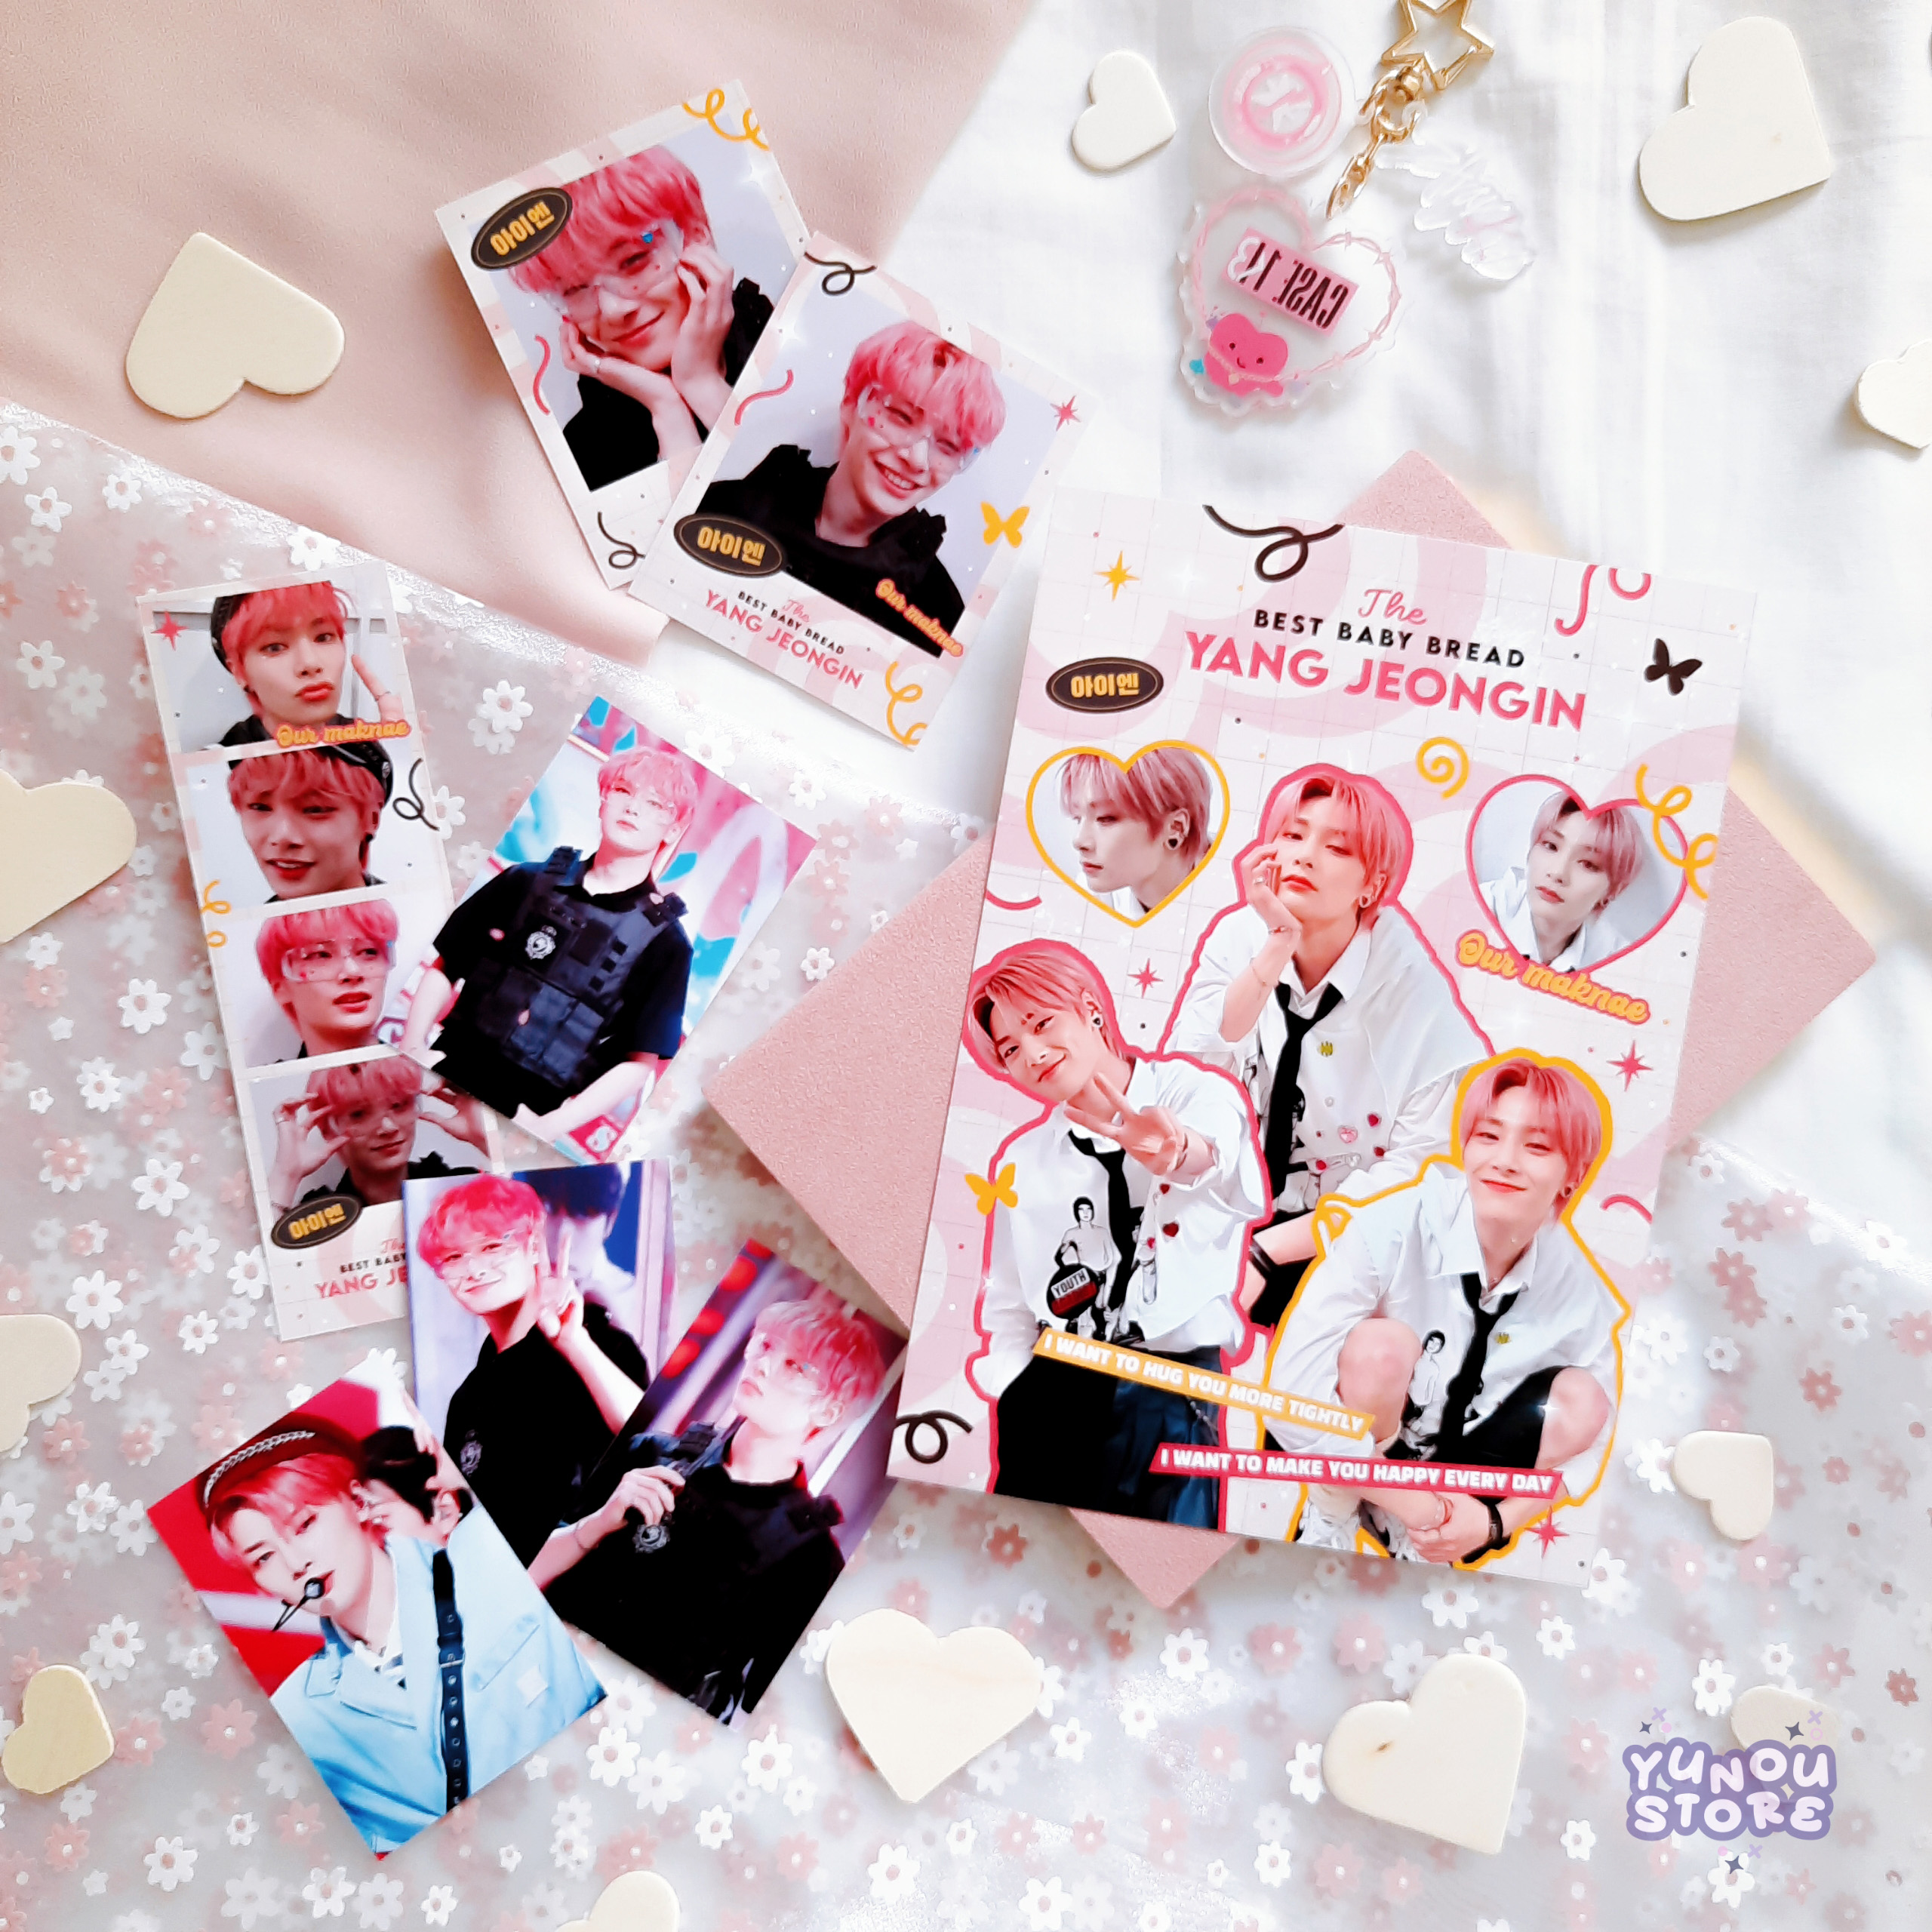 아이엔
아이엔
Our maknae
The
BEST BABY BREAD
YANG JEONGIN
CASE 143
The
BEST BABY BREAD
YANG JEONGIN
아이엔
Our maknae
YOUTH
I WANT TO HUG YOU MORE TIGHTLY
I WANT TO MAKE YOU HAPPY EVERY DAY
Our maknae
아이엔
The
BEST BABY
YANG JE
YUNOU
STORE